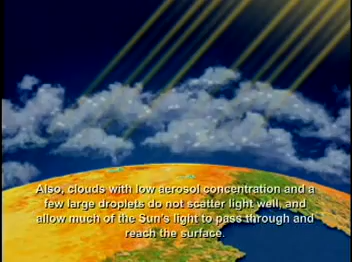 Also, clouds with low aerosol concentration and a
few large droplets do not scatter light well, and
allow much of the Sun's light to pass through and
reach the surface.